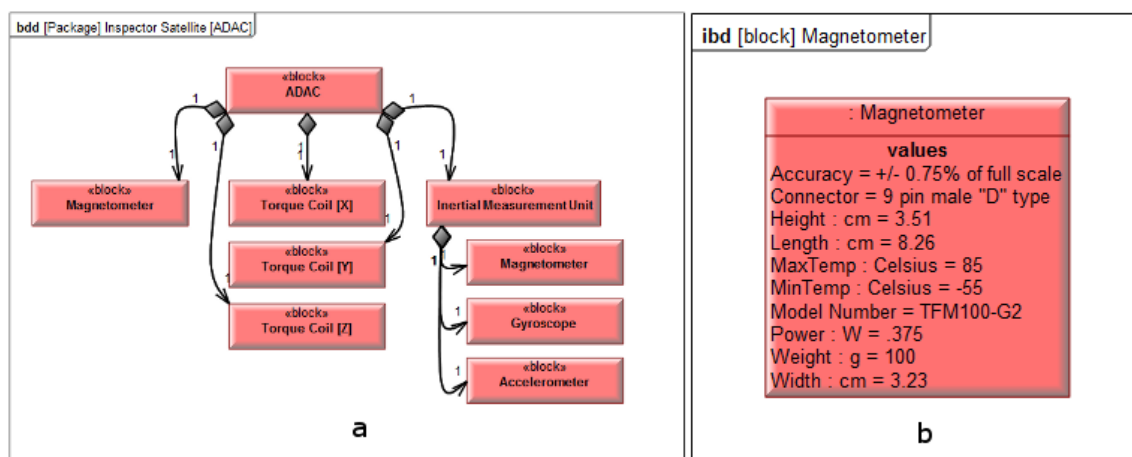 bdd [Package] Inspector Satellite [ADAC]
«block»
ADAC
1
1
1
1
1
1
1
1
1
1
«block»
Magnetometer
«block»
Torque Coil [X]
«block»
Inertial Measurement Unit
«block»
Torque Coil [Y]
«block»
Torque Coil [Z]
1
1
1
1
«block»
Magnetometer
«block»
Gyroscope
«block»
Accelerometer
a
ibd [block] Magnetometer
: Magnetometer
values
Accuracy = +/- 0.75% of full scale
Connector = 9 pin male "D" type
Height : cm = 3.51
Length : cm = 8.26
MaxTemp : Celsius = 85
MinTemp : Celsius = -55
Model Number = TFM100-G2
Power : W = .375
Weight : g = 100
Width : cm = 3.23
b